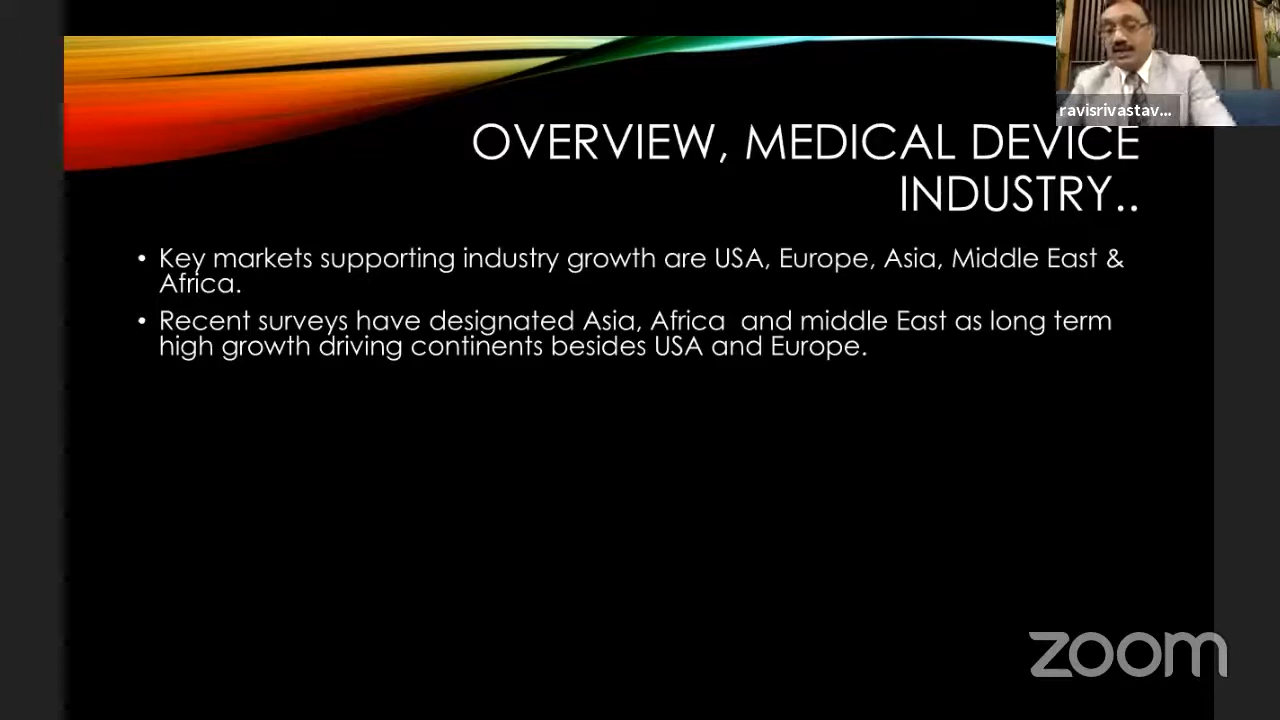 ravisrivastav...
OVERVIEW, MEDICAL DEVICE
INDUSTRY..
• Key markets supporting industry growth are USA, Europe, Asia, Middle East &
Africa.
• Recent surveys have designated Asia, Africa  and middle East as long term
high growth driving continents besides USA and Europe.
zoom